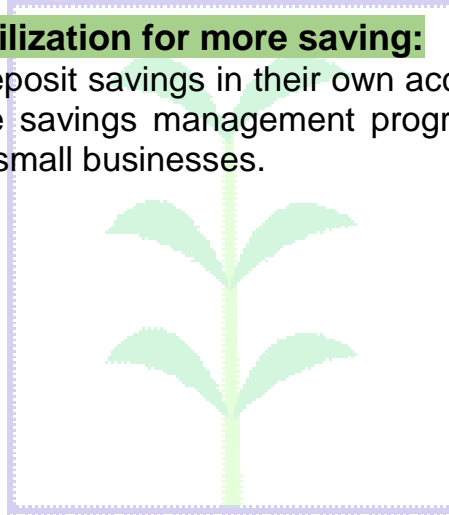 ilization for more saving:
eposit savings in their own acc
e savings management progr
small businesses.